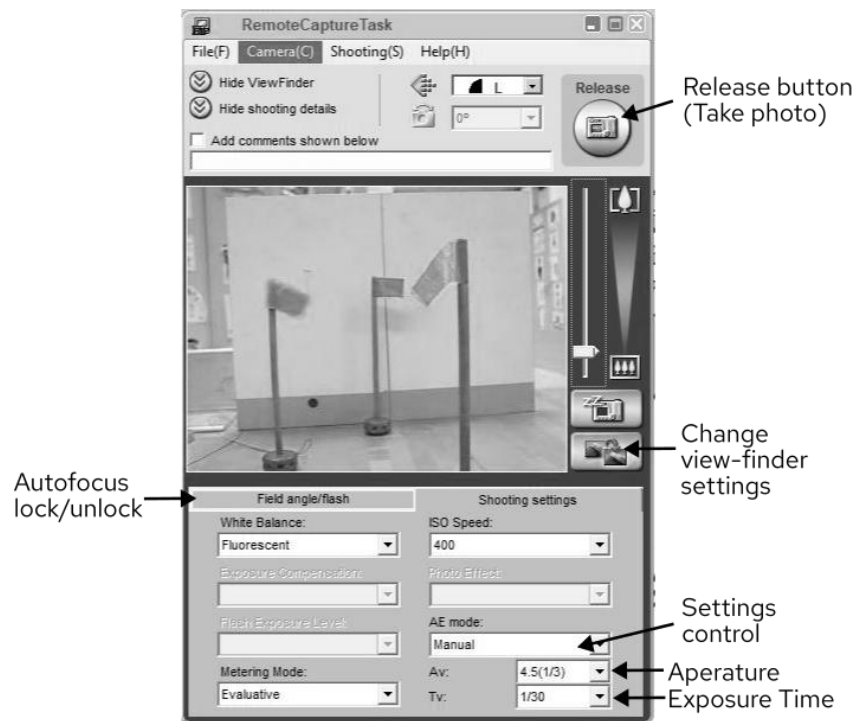 RemoteCaptureTask
File(F) Camera(C) Shooting(S) Help(H)
Hide ViewFinder
L
Release
Hide shooting details
0°
Add comments shown below
Release button
(Take photo)
Change
view-finder
settings
Autofocus
lock/unlock
Field angle/flash
Shooting settings
White Balance:
ISO Speed:
Fluorescent
400
Exposure Compensation:
Photo Effect:
Flash Exposure Level:
AE mode:
Manual
Settings
control
Metering Mode:
Av:
4.5(1/3)
Aperature
Evaluative
Tv:
1/30
Exposure Time